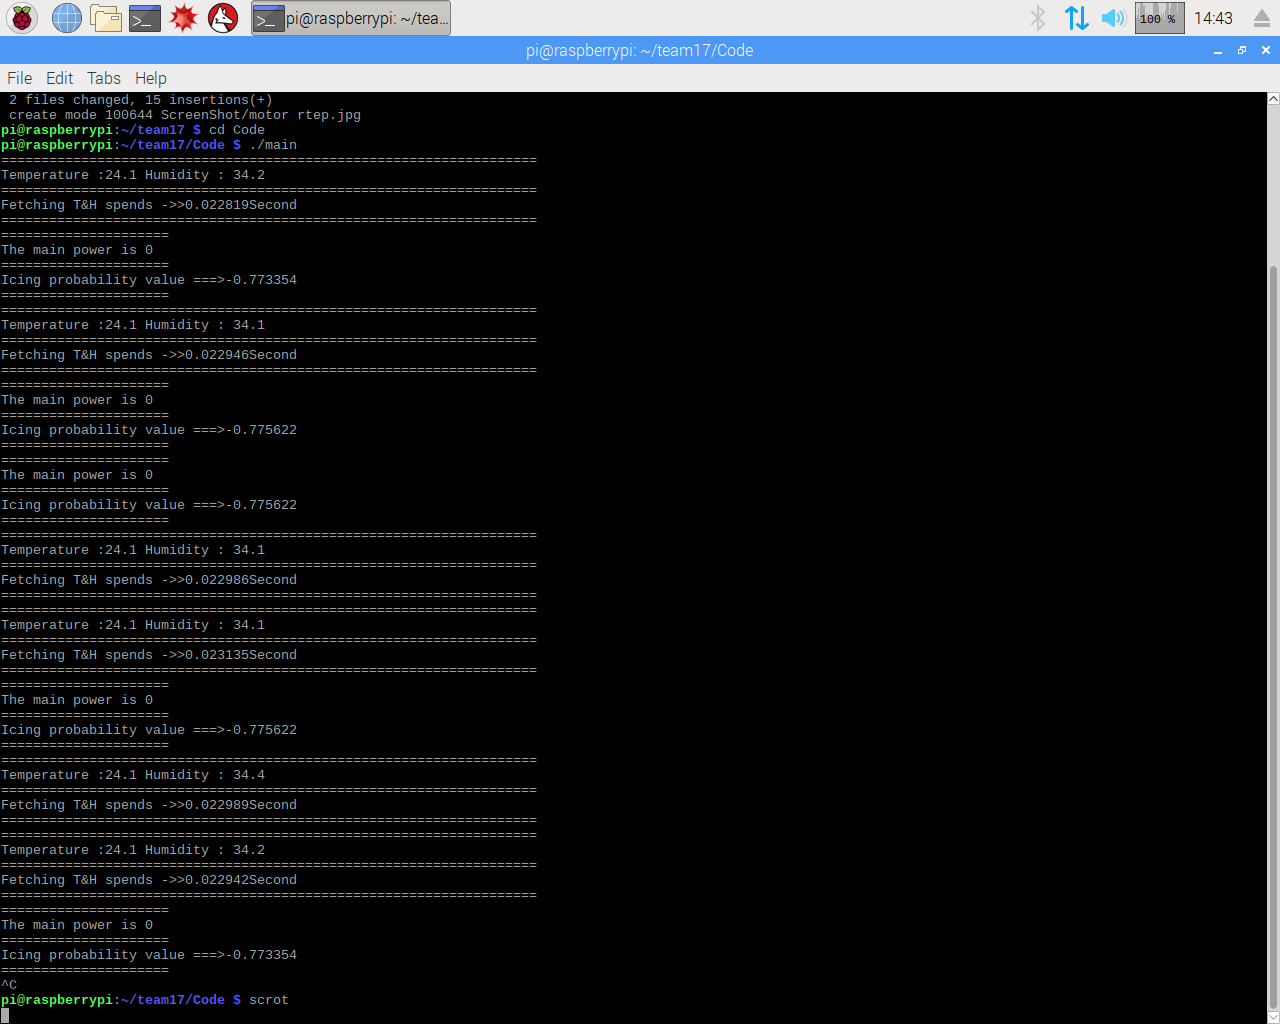 pi@raspberrypi: ~/tea...
100 %
14:43
pi@raspberrypi: ~/team17/Code
File Edit Tabs Help
 2 files changed, 15 insertions(+)
 create mode 100644 ScreenShot/motor rtep.jpg
pi@raspberrypi:~/team17 $ cd Code
pi@raspberrypi:~/team17/Code $ ./main
===================================================================
Temperature :24.1 Humidity : 34.2
===================================================================
Fetching T&H spends ->>0.022819Second
===================================================================
=====================
The main power is 0
=====================
Icing probability value ===>-0.773354
=====================
===================================================================
Temperature :24.1 Humidity : 34.1
===================================================================
Fetching T&H spends ->>0.022946Second
===================================================================
=====================
The main power is 0
=====================
Icing probability value ===>-0.775622
=====================
=====================
The main power is 0
=====================
Icing probability value ===>-0.775622
=====================
===================================================================
Temperature :24.1 Humidity : 34.1
===================================================================
Fetching T&H spends ->>0.022986Second
===================================================================
===================================================================
Temperature :24.1 Humidity : 34.1
===================================================================
Fetching T&H spends ->>0.023135Second
===================================================================
=====================
The main power is 0
=====================
Icing probability value ===>-0.775622
=====================
===================================================================
Temperature :24.1 Humidity : 34.4
===================================================================
Fetching T&H spends ->>0.022989Second
===================================================================
===================================================================
Temperature :24.1 Humidity : 34.2
===================================================================
Fetching T&H spends ->>0.022942Second
===================================================================
=====================
The main power is 0
=====================
Icing probability value ===>-0.773354
=====================
^C
pi@raspberrypi:~/team17/Code $ scrot